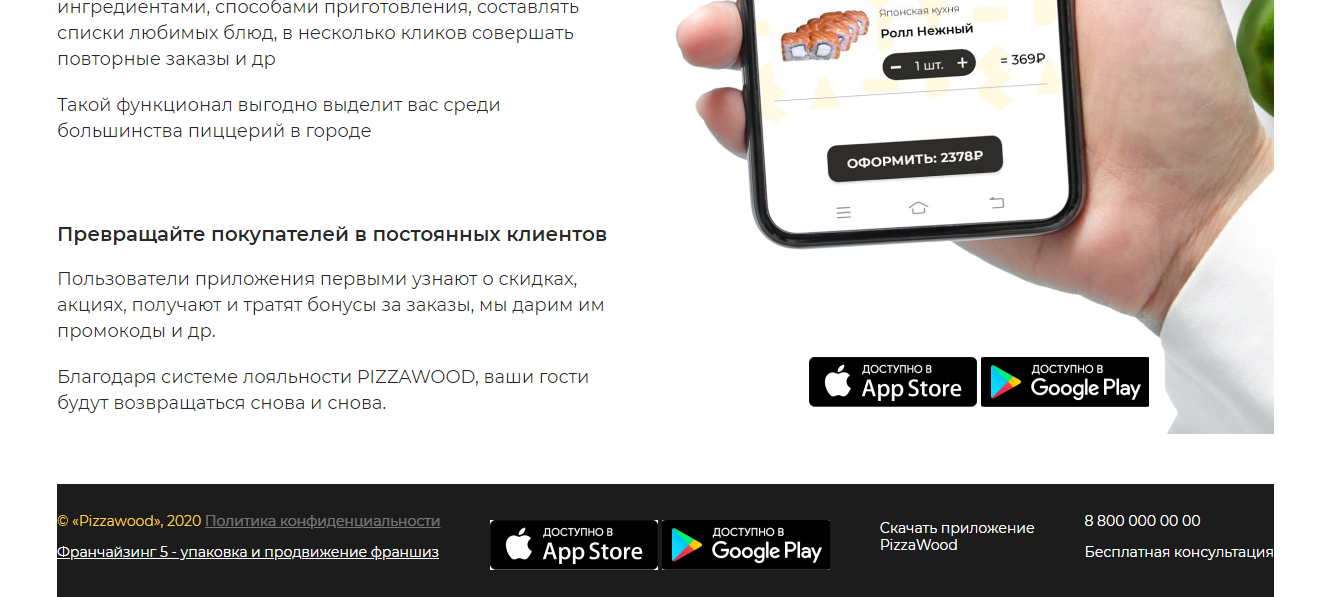 ингредиентами, способами приготовления, составлять
списки любимых блюд, в несколько кликов совершать
повторные заказы и др
Такой функционал выгодно выделит вас среди
большинства пиццерий в городе
Превращайте покупателей в постоянных клиентов
Пользователи приложения первыми узнают о скидках,
акциях, получают и тратят бонусы за заказы, мы дарим им
промокоды и др.
Благодаря системе лояльности PIZZAWOOD, ваши гости
будут возвращаться снова и снова.
Японская кухня
Ролл Нежный
− 1 шт. + = 369₽
ОФОРМИТЬ: 2378₽
ДОСТУПНО В
App Store
ДОСТУПНО В
Google Play
© «Pizzawood», 2020 Политика конфиденциальности
Франчайзинг 5 - упаковка и продвижение франшиз
ДОСТУПНО В
App Store
ДОСТУПНО В
Google Play
Скачать приложение
PizzaWood
8 800 000 00 00
Бесплатная консультация